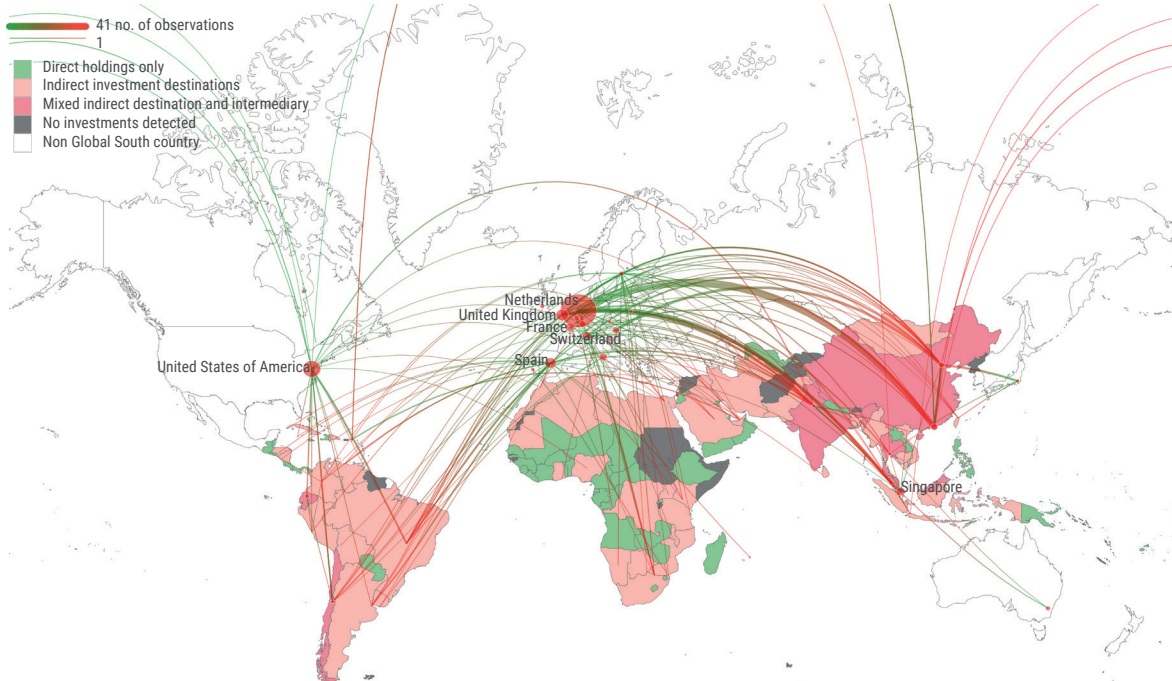 41 no. of observations
1
Direct holdings only
Indirect investment destinations
Mixed indirect destination and intermediary
No investments detected
Non Global South country
Netherlands
United Kingdom
France
Switzerland
Spain
United States of America
Singapore